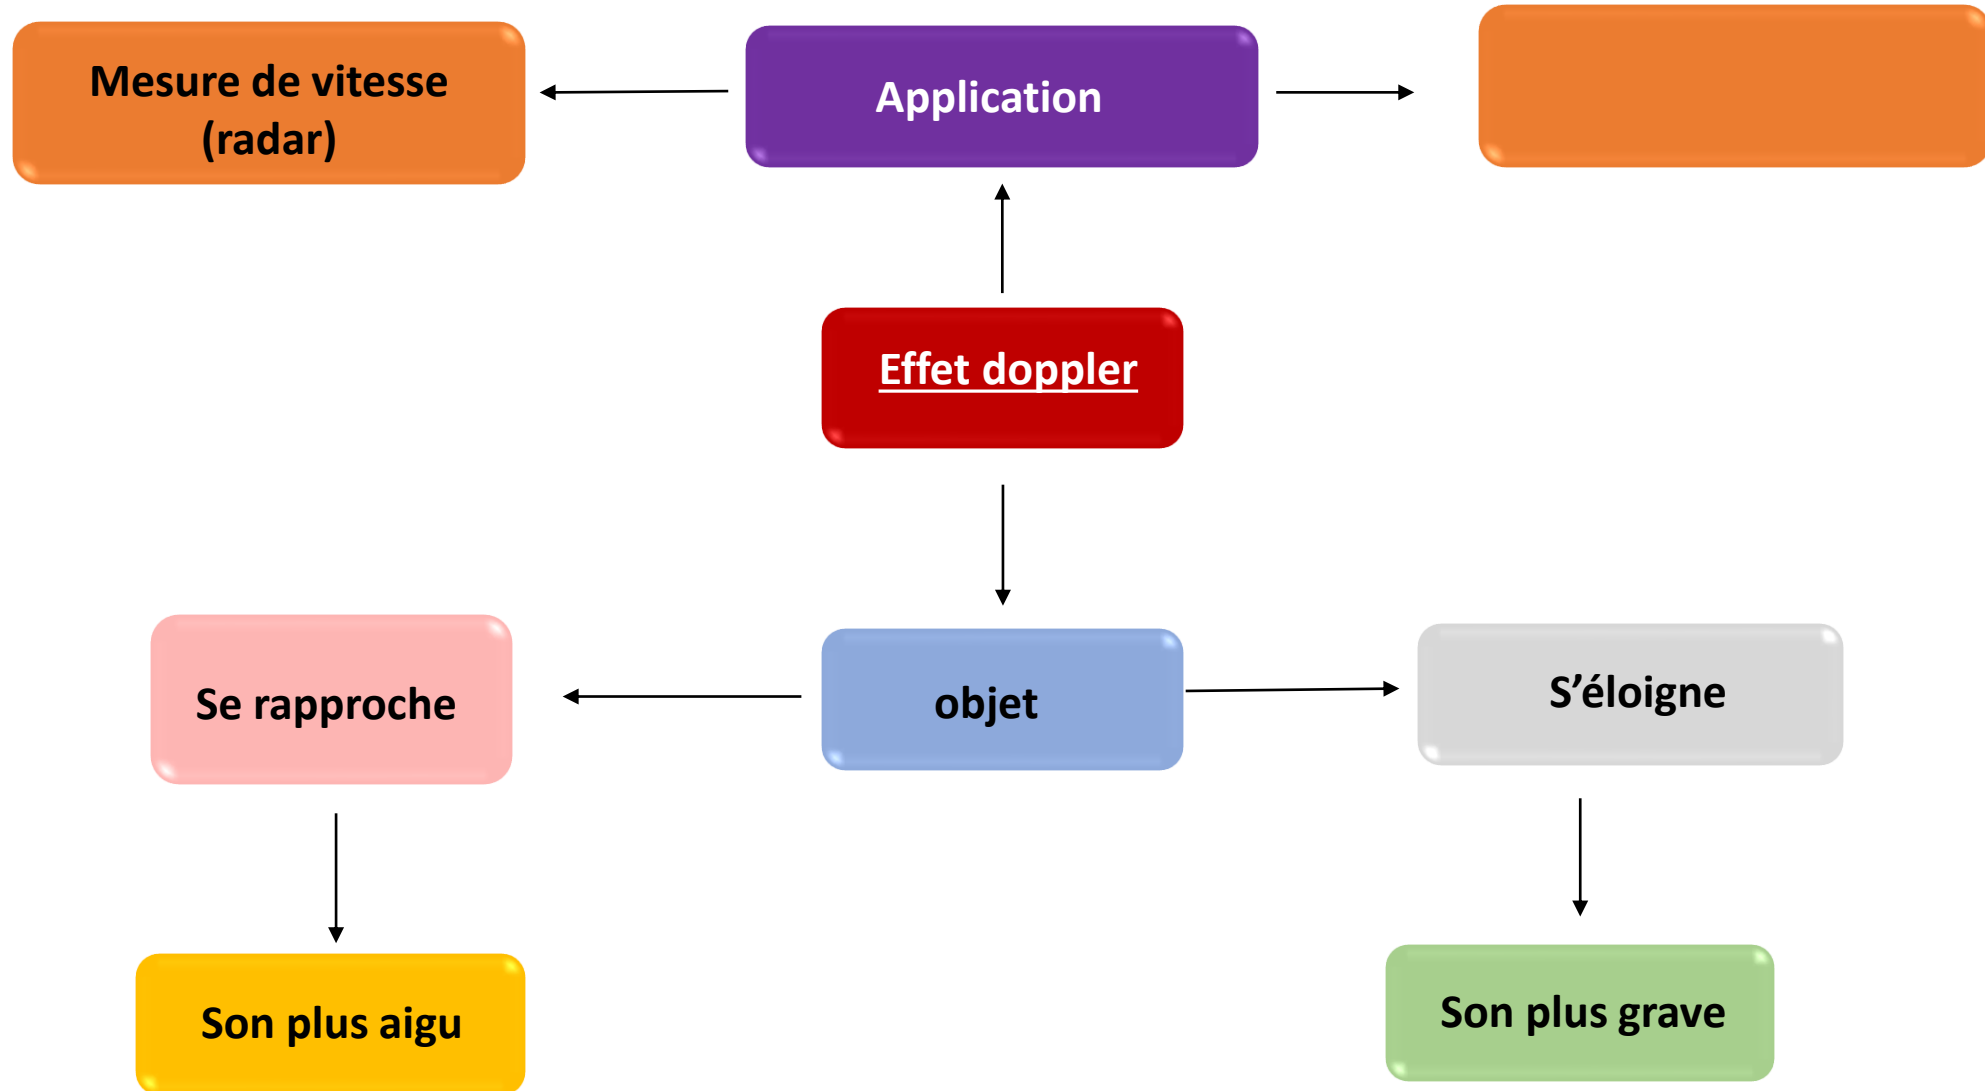 Mesure de vitesse
(radar)
Application
Effet doppler
Se rapproche
objet
S’éloigne
Son plus aigu
Son plus grave